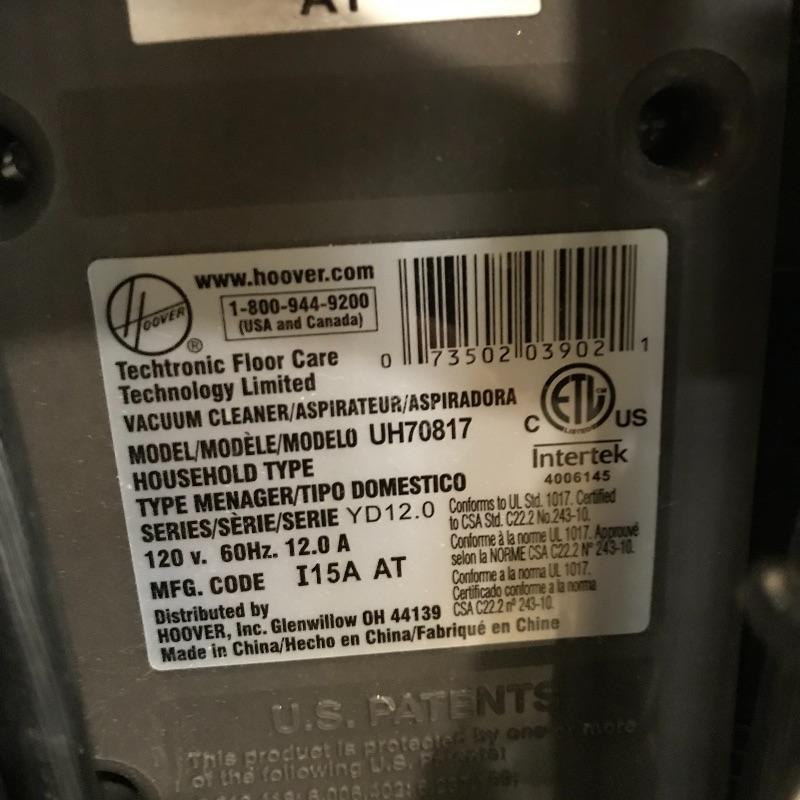 AT
HOOVER
®
www.hoover.com
1-800-944-9200
(USA and Canada)
0 73502 03902 1
Techtronic Floor Care
Technology Limited
VACUUM CLEANER/ASPIRATEUR/ASPIRADORA
MODEL/MODÈLE/MODELO UH70817
HOUSEHOLD TYPE
TYPE MENAGER/TIPO DOMESTICO
SERIES/SÈRIE/SERIE YD12.0
120 v. 60Hz. 12.0 A
MFG. CODE I15A AT
C ETL US
LISTED
Intertek
4006145
Conforms to UL Std. 1017. Certified
to CSA Std. C22.2 No.243-10.
Conforme à la norme UL 1017. Approuvé
selon la NORME CSA C22.2 N° 243-10.
Conforme a la norma UL 1017.
Certificado conforme a la norma
CSA C22.2 nº 243-10.
Distributed by
HOOVER, Inc. Glenwillow OH 44139
Made in China/Hecho en China/Fabriqué en Chine
U.S. PATENTS
This product is protected by one or more
of the following U.S. Patents: